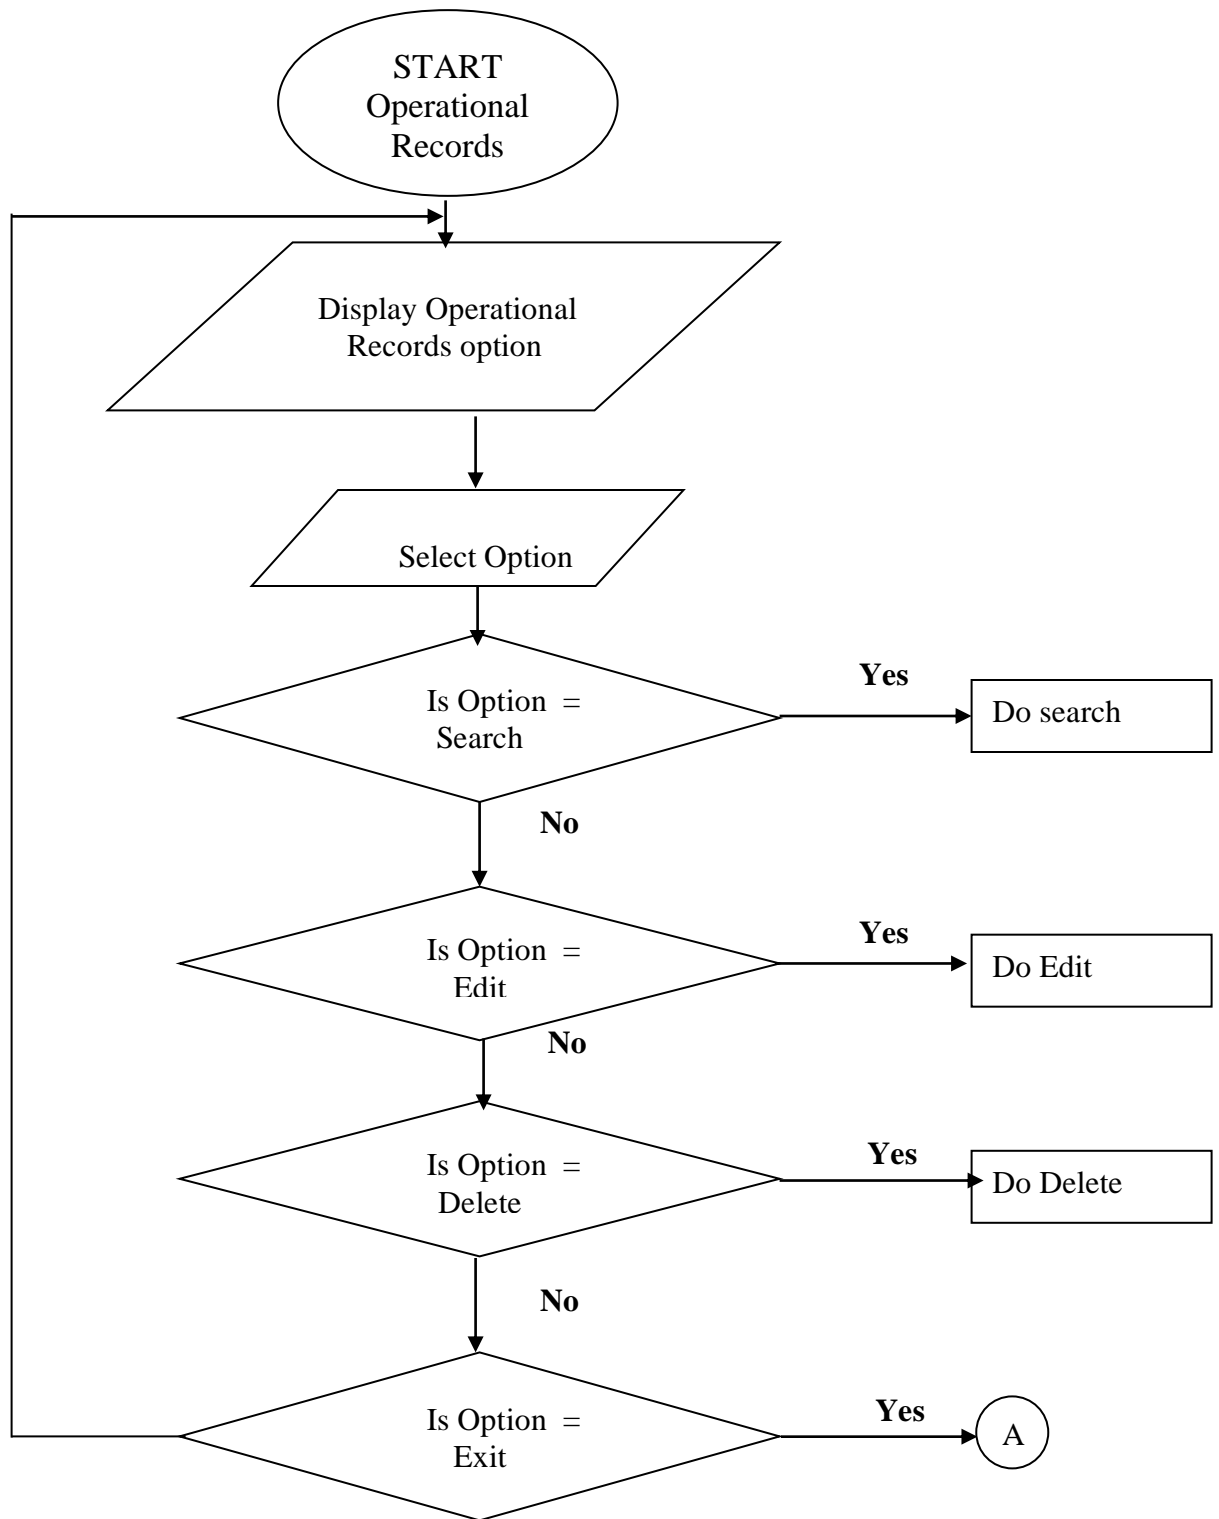 START
Operational
Records
Display Operational
Records option
Select Option
Is Option =
Search
Yes
Do search
No
Is Option =
Edit
Yes
Do Edit
No
Is Option =
Delete
Yes
Do Delete
No
Is Option =
Exit
Yes
A